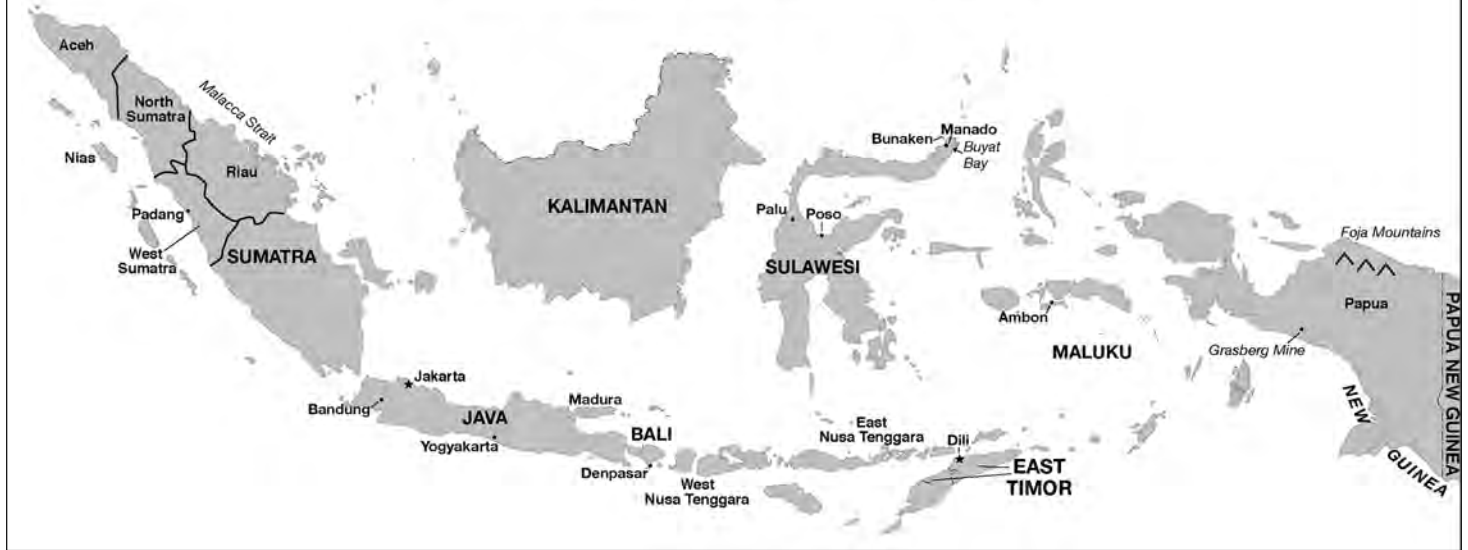 Aceh
North
Sumatra
Malacca Strait
Nias
Riau
Padang
West
Sumatra
SUMATRA
KALIMANTAN
Bunaken
Manado
Buyat
Bay
Palu
Poso
SULAWESI
Foja Mountains
Papua
Ambon
MALUKU
Grasberg Mine
PAPUA NEW GUINEA
NEW
GUINEA
Jakarta
Bandung
JAVA
Yogyakarta
Madura
BALI
Denpasar
West
Nusa Tenggara
East
Nusa Tenggara
Dili
EAST
TIMOR